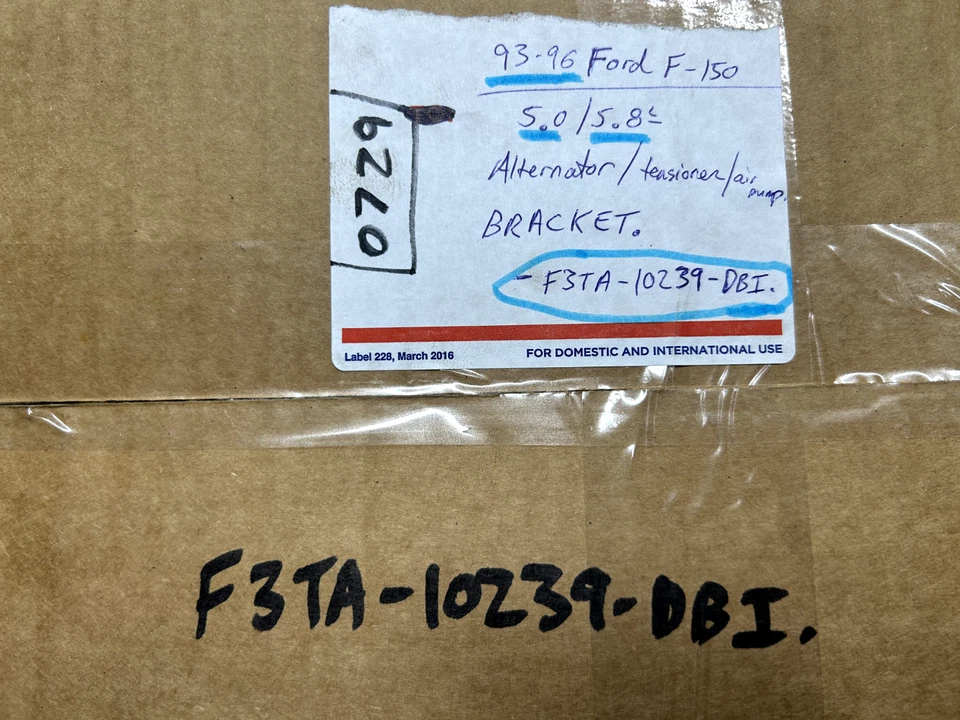 93-96 Ford F-150
5.0/5.8L
Alternator/tensioner/air
pump.
BRACKET.
- F3TA-10239-DBI.
0729
Label 228, March 2016
FOR DOMESTIC AND INTERNATIONAL USE
F3TA-10239-DBI.